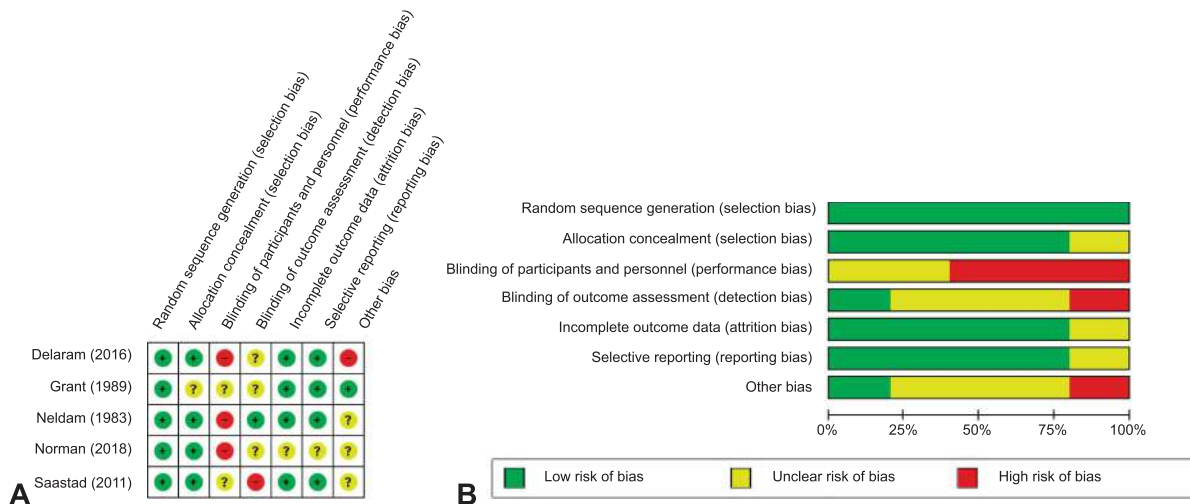 Random sequence generation (selection bias)
Allocation concealment (selection bias)
Blinding of participants and personnel (performance bias)
Blinding of outcome assessment (detection bias)
Incomplete outcome data (attrition bias)
Selective reporting (reporting bias)
Other bias
Delaram (2016) + + - ? + + -
Grant (1989) + ? ? ? + + +
Neldam (1983) + + - + + + ?
Norman (2018) + + - ? ? ? ?
Saastad (2011) + + ? - + + ?
A
Random sequence generation (selection bias)
Allocation concealment (selection bias)
Blinding of participants and personnel (performance bias)
Blinding of outcome assessment (detection bias)
Incomplete outcome data (attrition bias)
Selective reporting (reporting bias)
Other bias
0% 25% 50% 75% 100%
B
Low risk of bias Unclear risk of bias High risk of bias